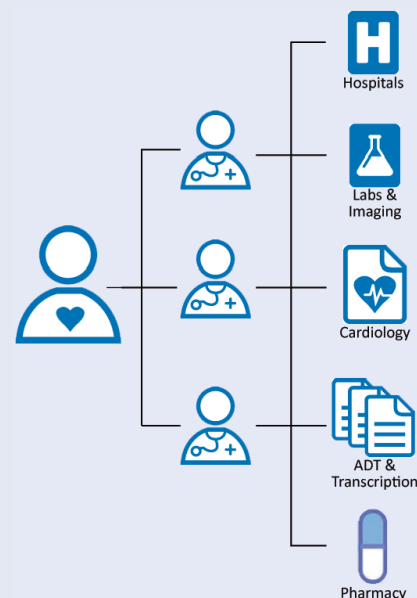 H
Hospitals
Labs &
Imaging
Cardiology
ADT &
Transcription
Pharmacy